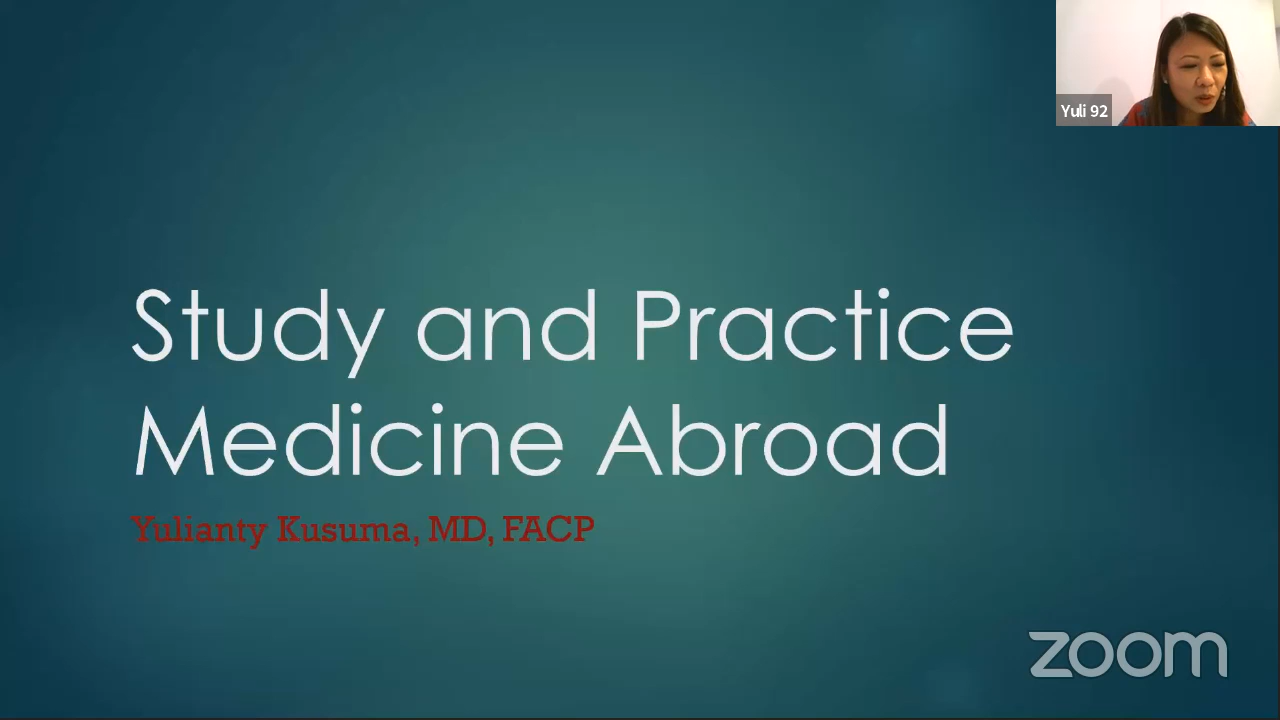 Yuli 92
Study and Practice
Medicine Abroad
Yulianty Kusuma, MD, FACP
zoom